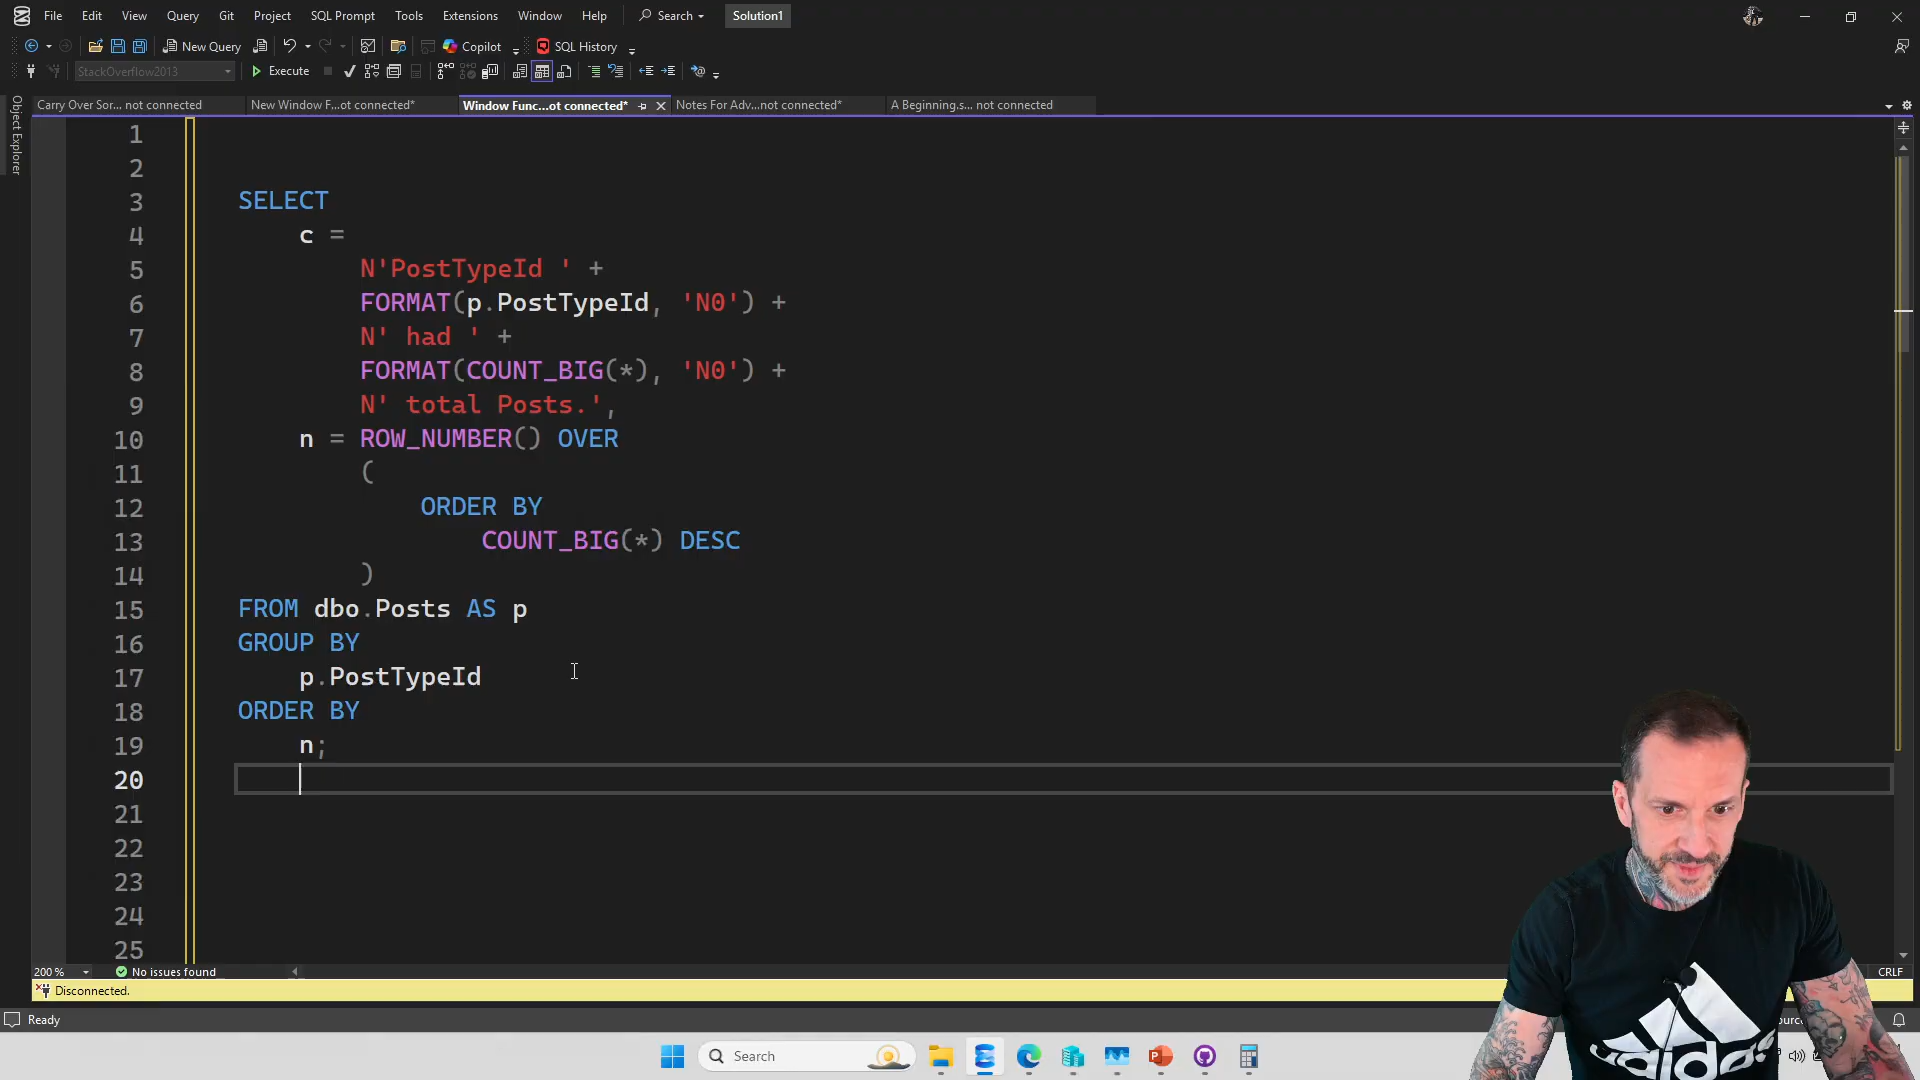 File Edit View Query Git Project SQL Prompt Tools Extensions Window Help Search Solution1
New Query Copilot SQL History
StackOverflow2013 Execute
Carry Over Sor... not connected New Window F...ot connected* Window Func...ot connected* Notes For Adv...not connected* A Beginning.s... not connected
Object Explorer
1
2
3 SELECT
4 c =
5 N'PostTypeId ' +
6 FORMAT(p.PostTypeId, 'N0') +
7 N' had ' +
8 FORMAT(COUNT_BIG(*), 'N0') +
9 N' total Posts.',
10 n = ROW_NUMBER() OVER
11 (
12 ORDER BY
13 COUNT_BIG(*) DESC
14 )
15 FROM dbo.Posts AS p
16 GROUP BY
17 p.PostTypeId
18 ORDER BY
19 n;
20
21
22
23
24
25
200 % No issues found CRLF
Disconnected.
Ready
Search
adidas